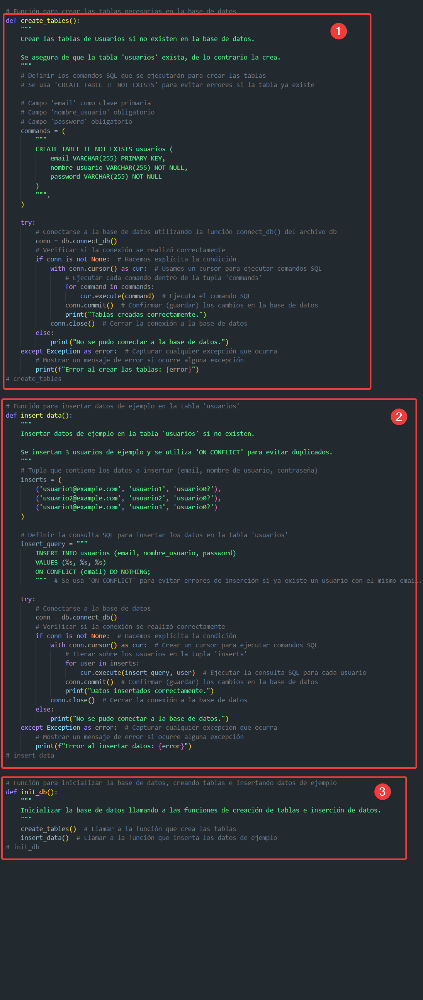 # Función para crear las tablas necesarias en la base de datos
def create_tables():
1
    """
    Crear las tablas de Usuarios si no existen en la base de datos.

    Se asegura de que la tabla 'usuarios' exista, de lo contrario la crea.
    """
    # Definir los comandos SQL que se ejecutarán para crear las tablas
    # Se usa 'CREATE TABLE IF NOT EXISTS' para evitar errores si la tabla ya existe

    # Campo 'email' como clave primaria
    # Campo 'nombre_usuario' obligatorio
    # Campo 'password' obligatorio
    commands = (
        """
        CREATE TABLE IF NOT EXISTS usuarios (
            email VARCHAR(255) PRIMARY KEY,
            nombre_usuario VARCHAR(255) NOT NULL,
            password VARCHAR(255) NOT NULL
        )
        """,
    )

    try:
        # Conectarse a la base de datos utilizando la función connect_db() del archivo db
        conn = db.connect_db()
        # Verificar si la conexión se realizó correctamente
        if conn is not None:  # Hacemos explícita la condición
            with conn.cursor() as cur:  # Usamos un cursor para ejecutar comandos SQL
                # Ejecutar cada comando dentro de la tupla 'commands'
                for command in commands:
                    cur.execute(command)  # Ejecuta el comando SQL
                conn.commit()  # Confirmar (guardar) los cambios en la base de datos
                print("Tablas creadas correctamente.")
            conn.close()  # Cerrar la conexión a la base de datos
        else:
            print("No se pudo conectar a la base de datos.")
    except Exception as error:  # Capturar cualquier excepción que ocurra
        # Mostrar un mensaje de error si ocurre alguna excepción
        print(f"Error al crear las tablas: {error}")
# create_tables

# Función para insertar datos de ejemplo en la tabla 'usuarios'
def insert_data():
2
    """
    Insertar datos de ejemplo en la tabla 'usuarios' si no existen.

    Se insertan 3 usuarios de ejemplo y se utiliza 'ON CONFLICT' para evitar duplicados.
    """
    # Tupla que contiene los datos a insertar (email, nombre de usuario, contraseña)
    inserts = (
        ('usuario1@example.com', 'usuario1', 'usuario0?'),
        ('usuario2@example.com', 'usuario2', 'usuario0?'),
        ('usuario3@example.com', 'usuario3', 'usuario0?')
    )

    # Definir la consulta SQL para insertar los datos en la tabla 'usuarios'
    insert_query = """
        INSERT INTO usuarios (email, nombre_usuario, password)
        VALUES (%s, %s, %s)
        ON CONFLICT (email) DO NOTHING;
        """  # Se usa 'ON CONFLICT' para evitar errores de inserción si ya existe un usuario con el mismo email.

    try:
        # Conectarse a la base de datos
        conn = db.connect_db()
        # Verificar si la conexión se realizó correctamente
        if conn is not None:  # Hacemos explícita la condición
            with conn.cursor() as cur:  # Crear un cursor para ejecutar comandos SQL
                # Iterar sobre los usuarios en la tupla 'inserts'
                for user in inserts:
                    cur.execute(insert_query, user)  # Ejecutar la consulta SQL para cada usuario
                conn.commit()  # Confirmar (guardar) los cambios en la base de datos
                print("Datos insertados correctamente.")
            conn.close()  # Cerrar la conexión a la base de datos
        else:
            print("No se pudo conectar a la base de datos.")
    except Exception as error:  # Capturar cualquier excepción que ocurra
        # Mostrar un mensaje de error si ocurre alguna excepción
        print(f"Error al insertar datos: {error}")
# insert_data

# Función para inicializar la base de datos, creando tablas e insertando datos de ejemplo
def init_db():
3
    """
    Inicializar la base de datos llamando a las funciones de creación de tablas e inserción de datos.
    """
    create_tables()  # Llamar a la función que crea las tablas
    insert_data()  # Llamar a la función que inserta los datos de ejemplo
# init_db